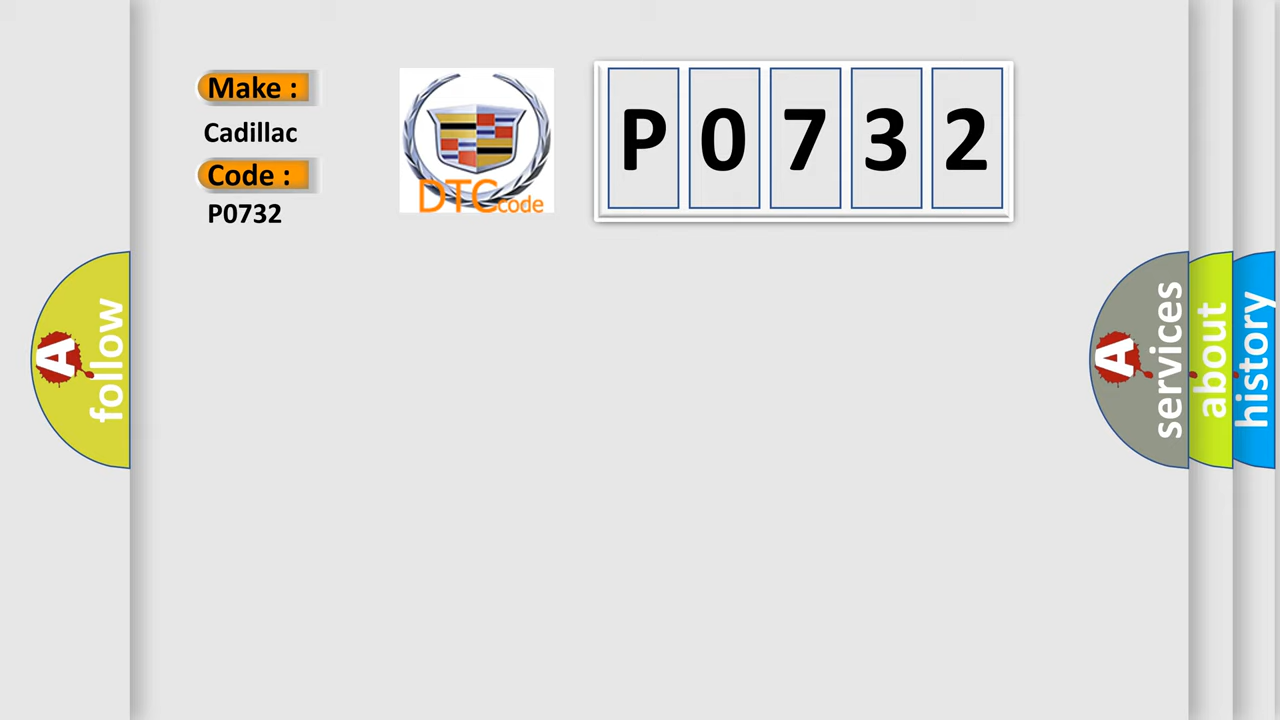 Make :
Cadillac
Code :
P0732
DTCcode
P0732
A follow
A services
about
history